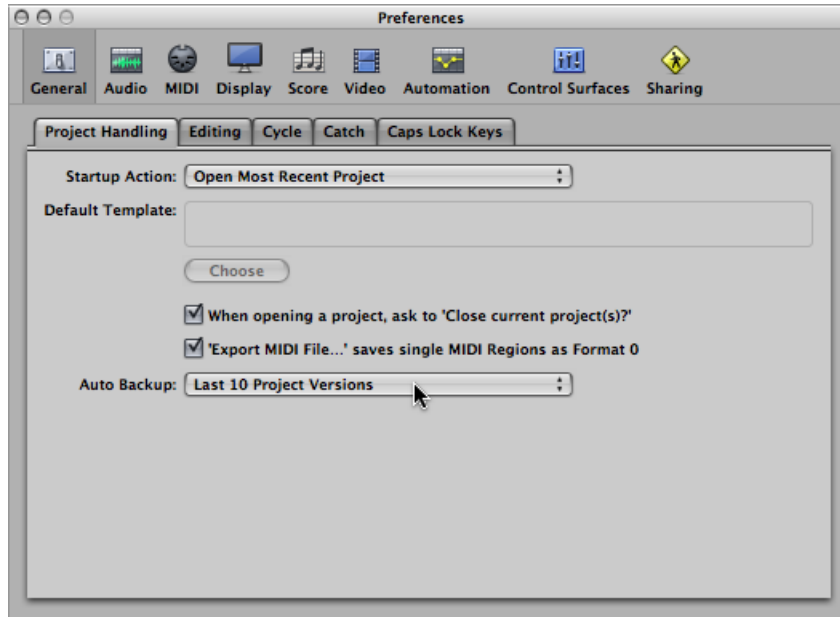 Preferences
General Audio MIDI Display Score Video Automation Control Surfaces Sharing
Project Handling Editing Cycle Catch Caps Lock Keys
Startup Action: Open Most Recent Project
Default Template:
Choose
When opening a project, ask to 'Close current project(s)?'
'Export MIDI File...' saves single MIDI Regions as Format 0
Auto Backup: Last 10 Project Versions